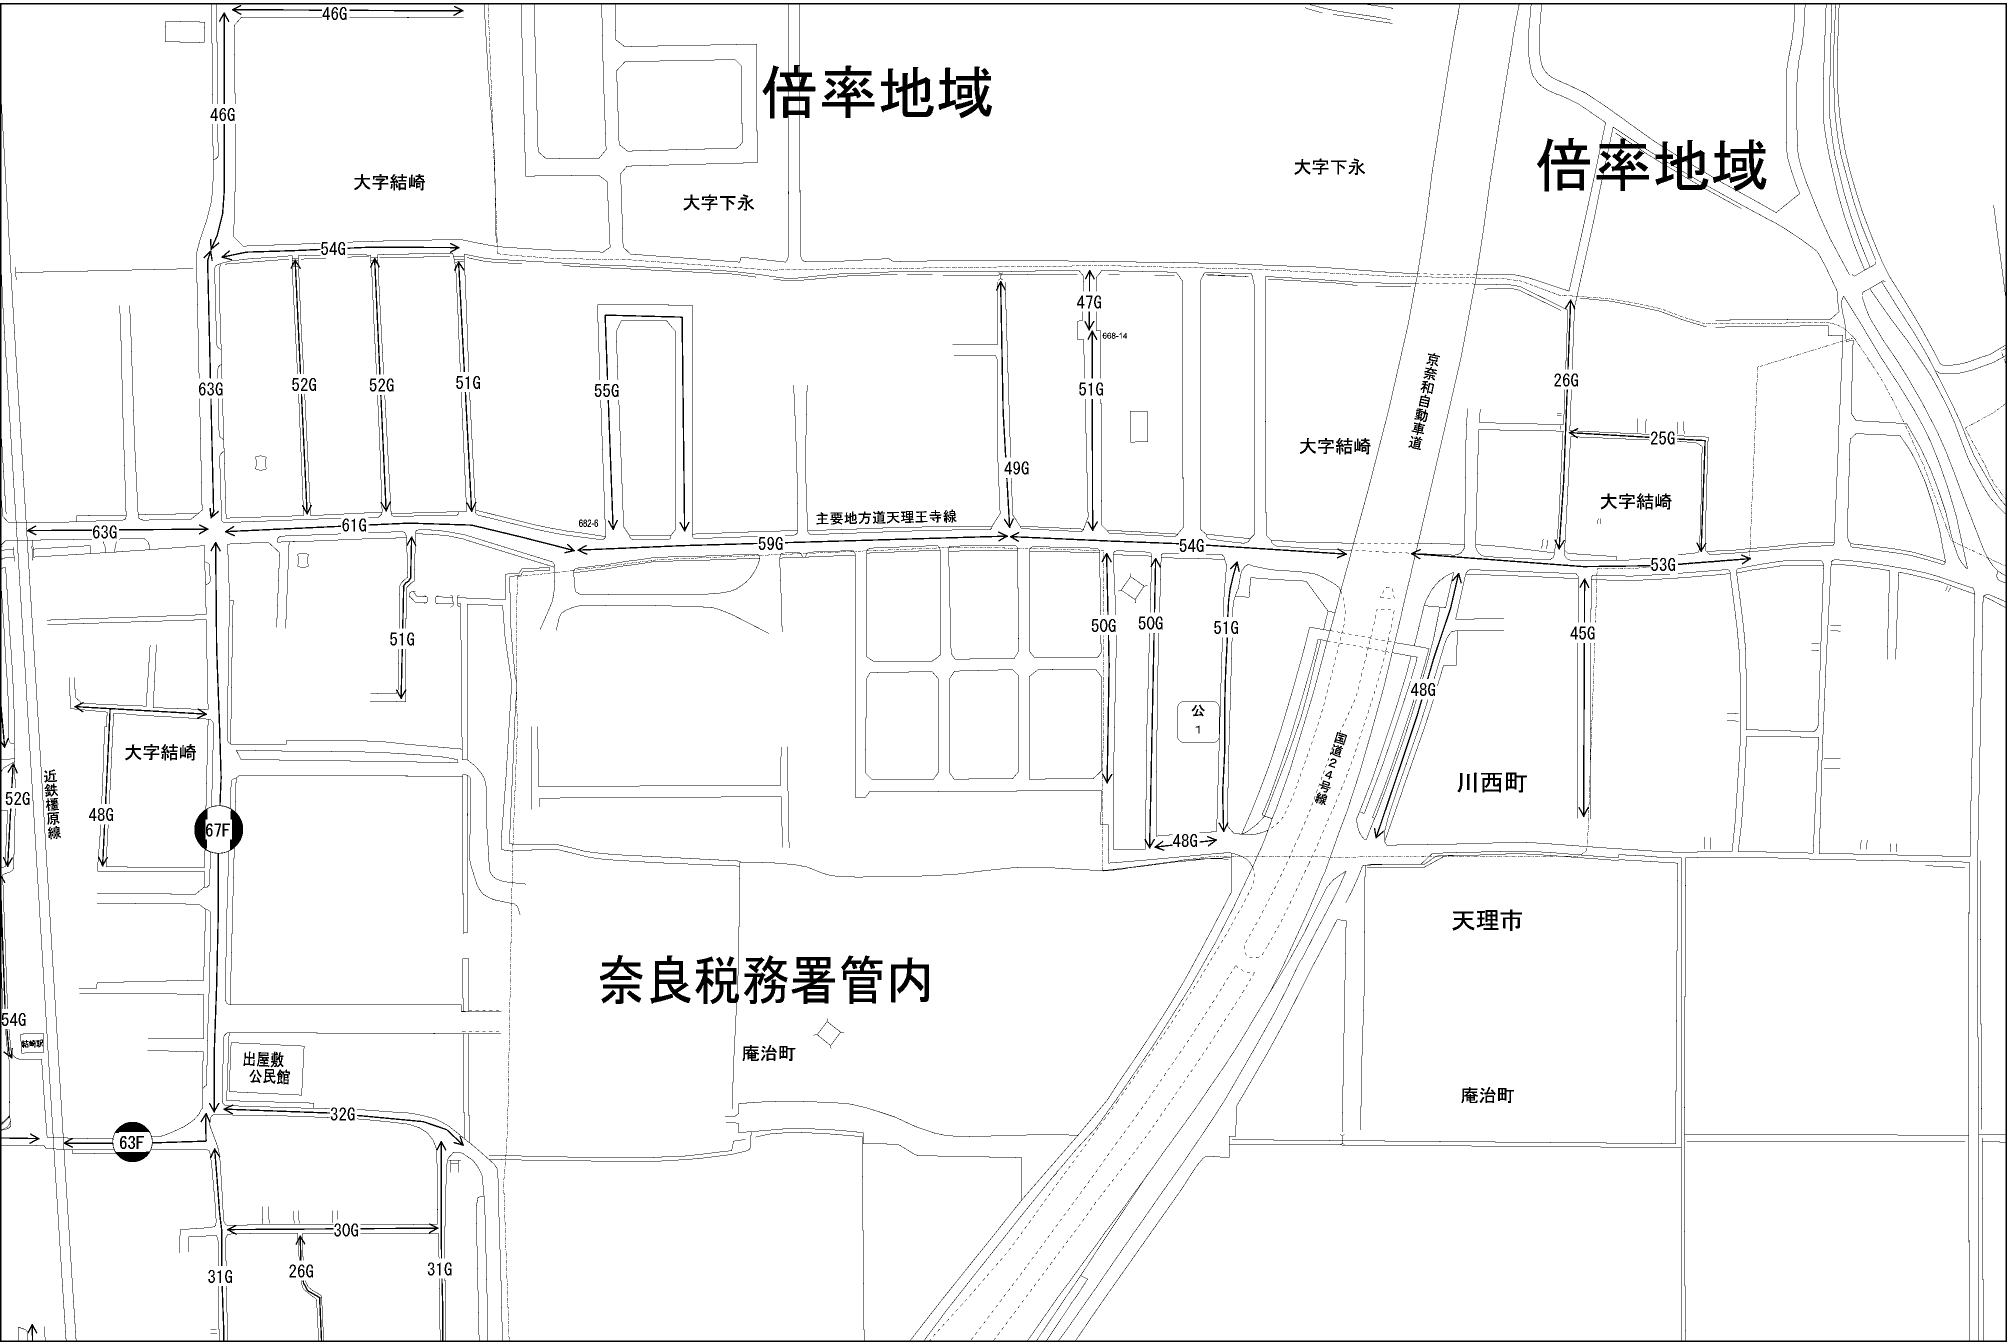 46G
倍率地域
46G
倍率地域
大字下永
大字結崎
大字下永
54G
47G
668-14
63G
52G
52G
51G
55G
51G
京奈和自動車道
26G
25G
大字結崎
49G
大字結崎
主要地方道天理王寺線
682-6
63G
61G
59G
54G
53G
51G
50G
50G
51G
45G
48G
公
1
大字結崎
国道24号線
川西町
近鉄橿原線
52G
48G
67F
48G
天理市
奈良税務署管内
54G
結崎駅
出屋敷
公民館
庵治町
庵治町
32G
63F
30G
31G
26G
31G